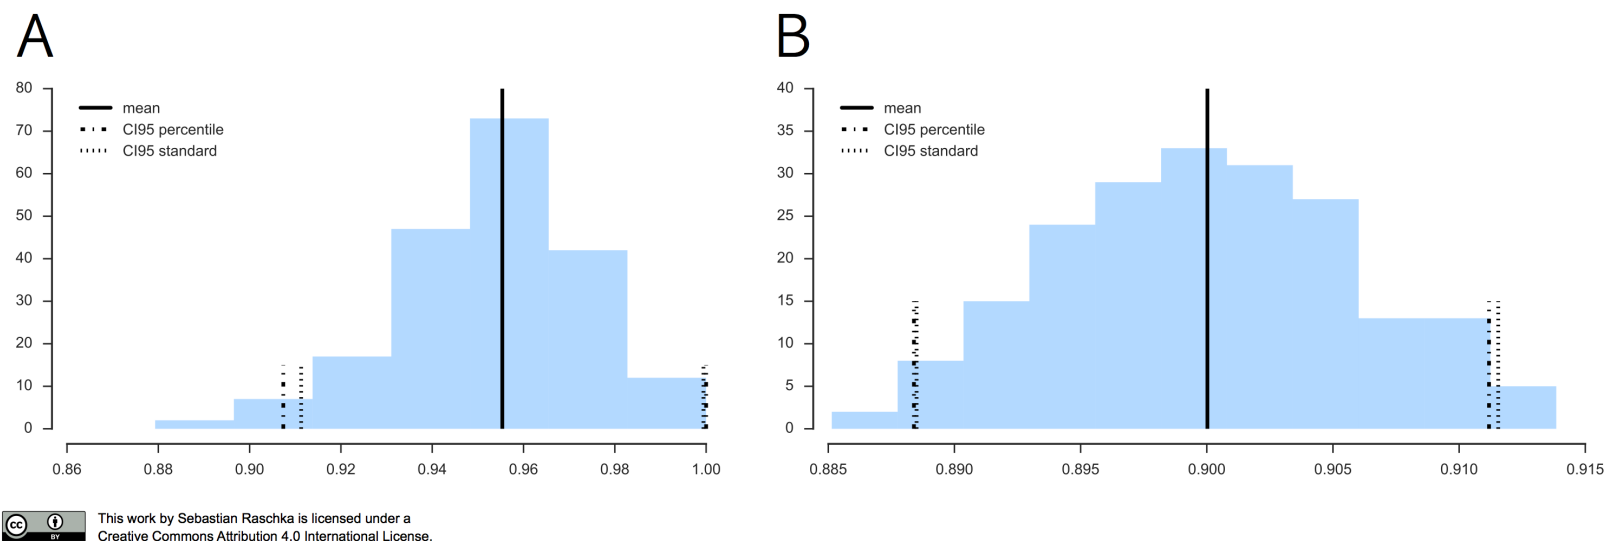 A
B
80
70
60
50
40
30
20
10
0
mean
CI95 percentile
CI95 standard
0.86 0.88 0.90 0.92 0.94 0.96 0.98 1.00
40
35
30
25
20
15
10
5
0
mean
CI95 percentile
CI95 standard
0.885 0.890 0.895 0.900 0.905 0.910 0.915
cc
BY
This work by Sebastian Raschka is licensed under a
Creative Commons Attribution 4.0 International License.